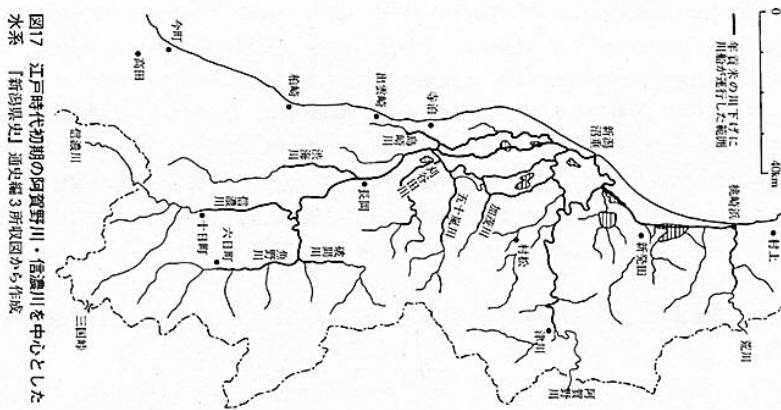 0
40km
年貢米の川下げに
川船が運行した範囲
村上
桃崎浜
荒川
新発田
新潟
沼垂
津川
阿賀野川
村松
加茂川
五十嵐川
刈谷田川
寺泊
島崎川
出雲崎
長岡
渋海川
柏崎
破間川
魚野川
六日町
十日町
信濃川
信濃川
今町
高田
三国峠
図17 江戸時代初期の阿賀野川・信濃川を中心とした
水系 『新潟県史』通史編3所収図から作成